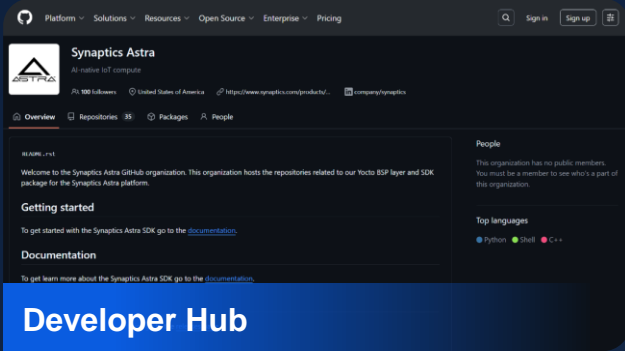 Platform Solutions Resources Open Source Enterprise Pricing Sign in Sign up
ASTRA
Synaptics Astra
AI-native IoT compute
100 followers United States of America https://www.synaptics.com/products/... company/synaptics
Overview Repositories 35 Packages People
README.rst
Welcome to the Synaptics Astra GitHub organization. This organization hosts the repositories related to our Yocto BSP layer and SDK
package for the Synaptics Astra platform.
Getting started
To get started with the Synaptics Astra SDK go to the documentation.
Documentation
To get learn more about the Synaptics Astra SDK go to the documentation.
People
This organization has no public members.
You must be a member to see who's a part of
this organization.
Top languages
Python Shell C++
Developer Hub